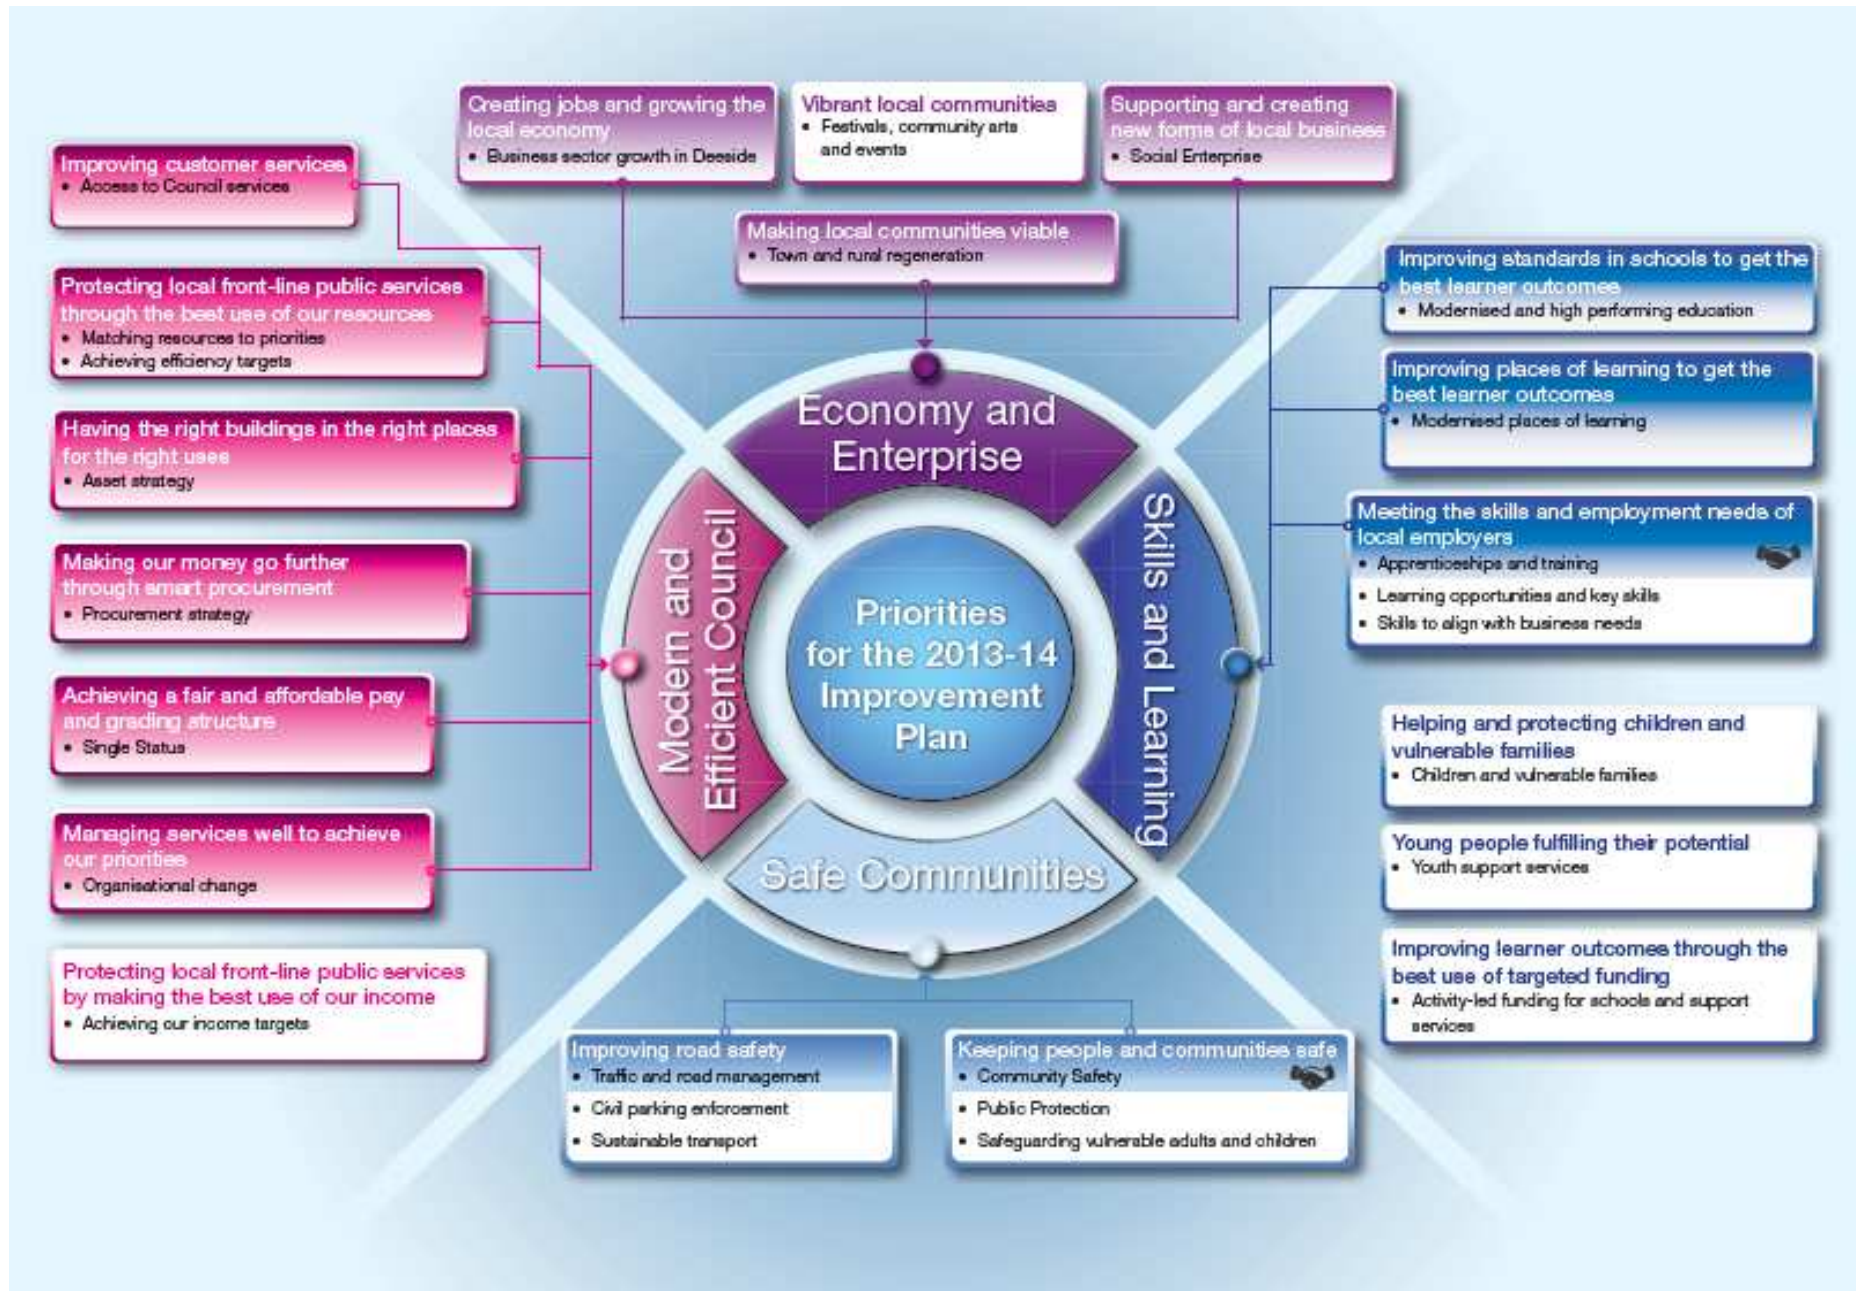 Creating jobs and growing the
local economy
• Business sector growth in Deeside
Vibrant local communities
• Festivals, community arts
and events
Supporting and creating
new forms of local business
• Social Enterprise
Making local communities viable
• Town and rural regeneration
Improving customer services
• Access to Council services
Protecting local front-line public services
through the best use of our resources
• Matching resources to priorities
• Achieving efficiency targets
Having the right buildings in the right places
for the right uses
• Asset strategy
Making our money go further
through smart procurement
• Procurement strategy
Achieving a fair and affordable pay
and grading structure
• Single Status
Managing services well to achieve
our priorities
• Organisational change
Protecting local front-line public services
by making the best use of our income
• Achieving our income targets
Economy and
Enterprise
Modern and
Efficient Council
Priorities
for the 2013-14
Improvement
Plan
Skills and Learning
Safe Communities
Improving standards in schools to get the
best learner outcomes
• Modernised and high performing education
Improving places of learning to get the
best learner outcomes
• Modernised places of learning
Meeting the skills and employment needs of
local employers
• Apprenticeships and training
• Learning opportunities and key skills
• Skills to align with business needs
Helping and protecting children and
vulnerable families
• Children and vulnerable families
Young people fulfilling their potential
• Youth support services
Improving learner outcomes through the
best use of targeted funding
• Activity-led funding for schools and support
services
Improving road safety
• Traffic and road management
• Civil parking enforcement
• Sustainable transport
Keeping people and communities safe
• Community Safety
• Public Protection
• Safeguarding vulnerable adults and children